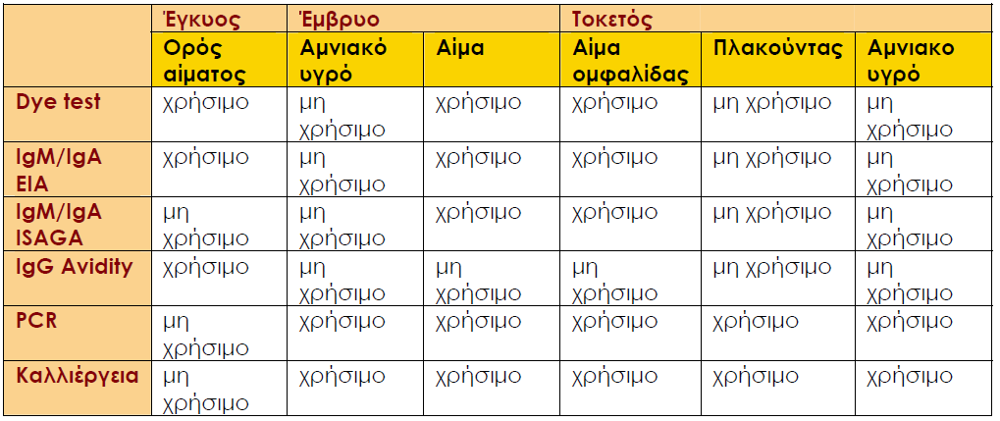 Έγκυος Έμβρυο Τοκετός
Ορός αίματος Αμνιακό υγρό Αίμα Αίμα ομφαλίδας Πλακούντας Αμνιακο υγρό
Dye test χρήσιμο μη χρήσιμο χρήσιμο χρήσιμο μη χρήσιμο μη χρήσιμο
IgM/IgA EIA χρήσιμο μη χρήσιμο χρήσιμο χρήσιμο μη χρήσιμο μη χρήσιμο
IgM/IgA ISAGA μη χρήσιμο μη χρήσιμο χρήσιμο χρήσιμο μη χρήσιμο μη χρήσιμο
IgG Avidity χρήσιμο μη χρήσιμο μη χρήσιμο μη χρήσιμο μη χρήσιμο μη χρήσιμο
PCR μη χρήσιμο χρήσιμο χρήσιμο χρήσιμο χρήσιμο χρήσιμο
Καλλιέργεια μη χρήσιμο χρήσιμο χρήσιμο χρήσιμο χρήσιμο χρήσιμο